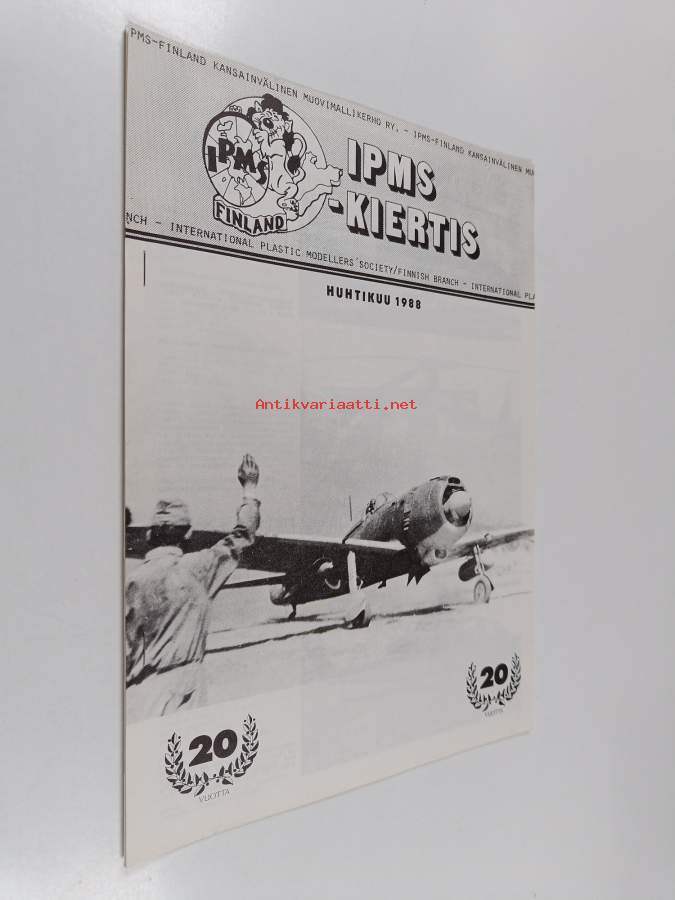 PMS-FINLAND KANSAINVÄLINEN MUOVIMALLIKERHO RY. - IPMS-FINLAND KANSAINVÄLINEN MU
IPMS
FINLAND
IPMS
-KIERTIS
NCH - INTERNATIONAL PLASTIC MODELLERS´SOCIETY/FINNISH BRANCH - INTERNATIONAL PLA
HUHTIKUU 1988
Antikvariaatti.net
20
VUOTTA
20
VUOTTA